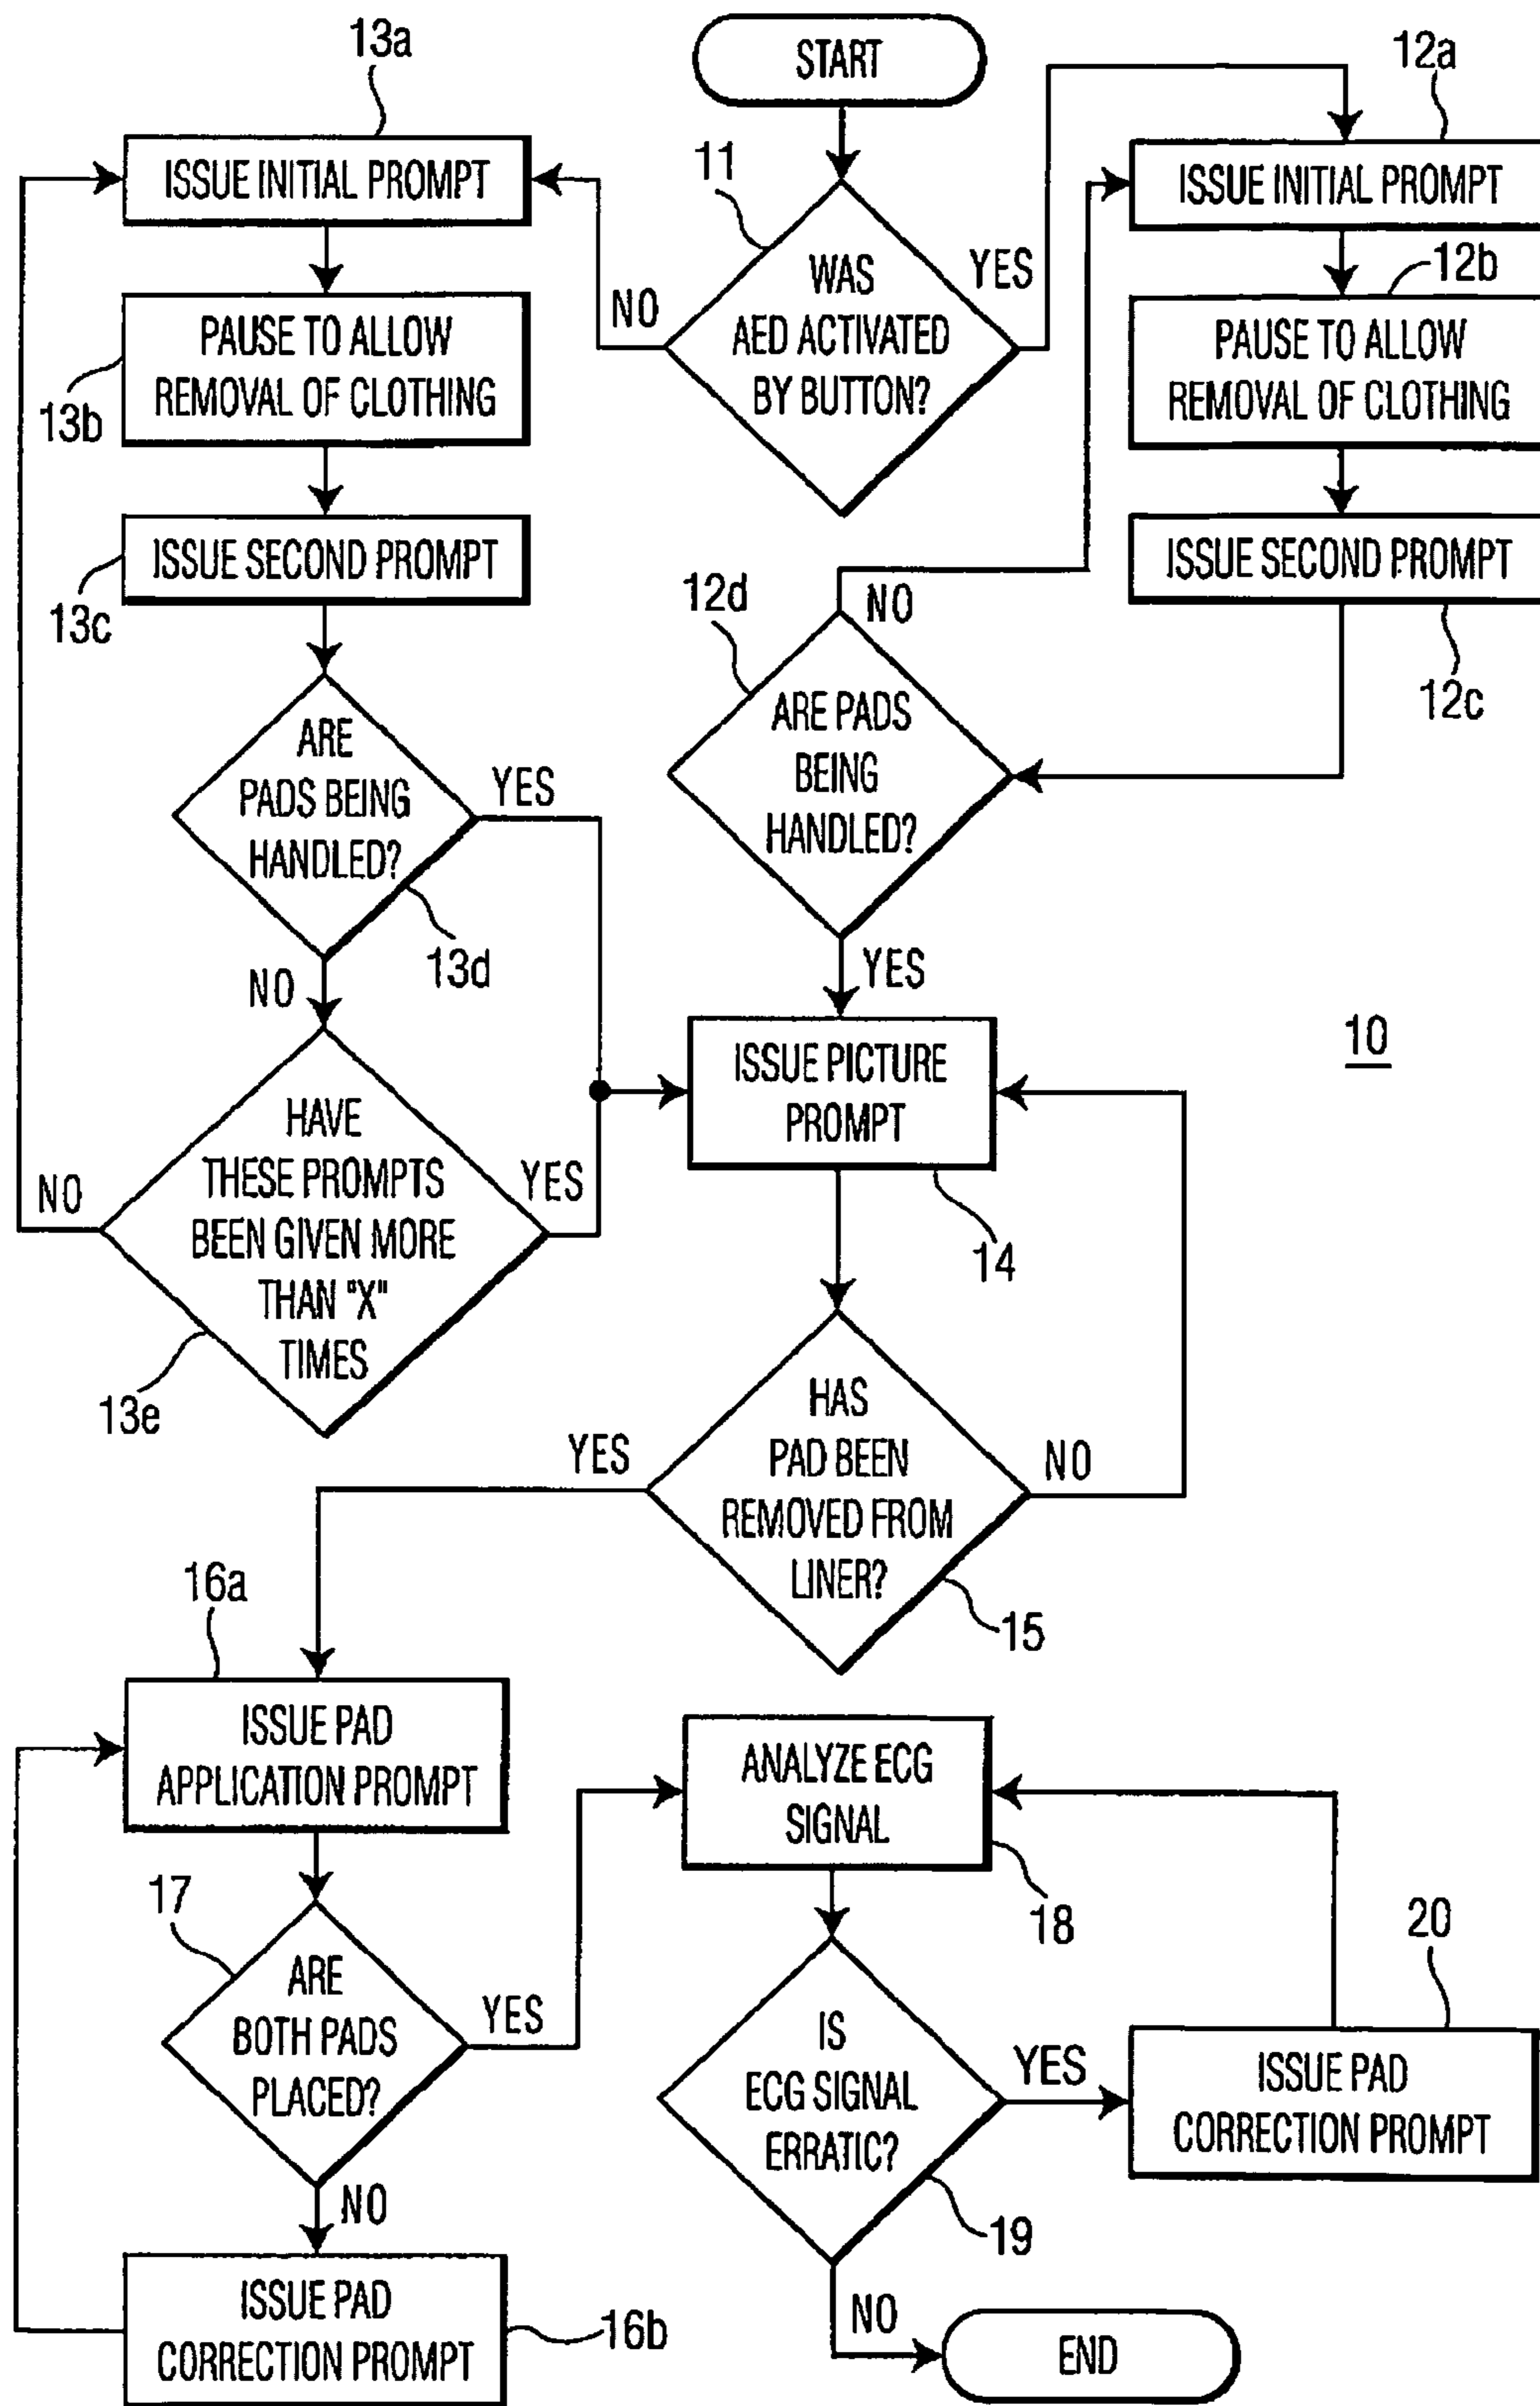 START
13a
12a
ISSUE INITIAL PROMPT
11
WAS
AED ACTIVATED
BY BUTTON?
NO
YES
ISSUE INITIAL PROMPT
12b
PAUSE TO ALLOW
REMOVAL OF CLOTHING
13b
PAUSE TO ALLOW
REMOVAL OF CLOTHING
ISSUE SECOND PROMPT
13c
ISSUE SECOND PROMPT
12c
12d
NO
ARE PADS
BEING
HANDLED?
YES
ARE
PADS BEING
HANDLED?
YES
13d
NO
HAVE
THESE PROMPTS
BEEN GIVEN MORE
THAN "X"
TIMES
NO
YES
13e
ISSUE PICTURE
PROMPT
14
10
HAS
PAD BEEN
REMOVED FROM
LINER?
YES
NO
15
16a
ISSUE PAD
APPLICATION PROMPT
17
ARE
BOTH PADS
PLACED?
YES
NO
ISSUE PAD
CORRECTION PROMPT
16b
ANALYZE ECG
SIGNAL
18
IS
ECG SIGNAL
ERRATIC?
YES
19
NO
20
ISSUE PAD
CORRECTION PROMPT
END